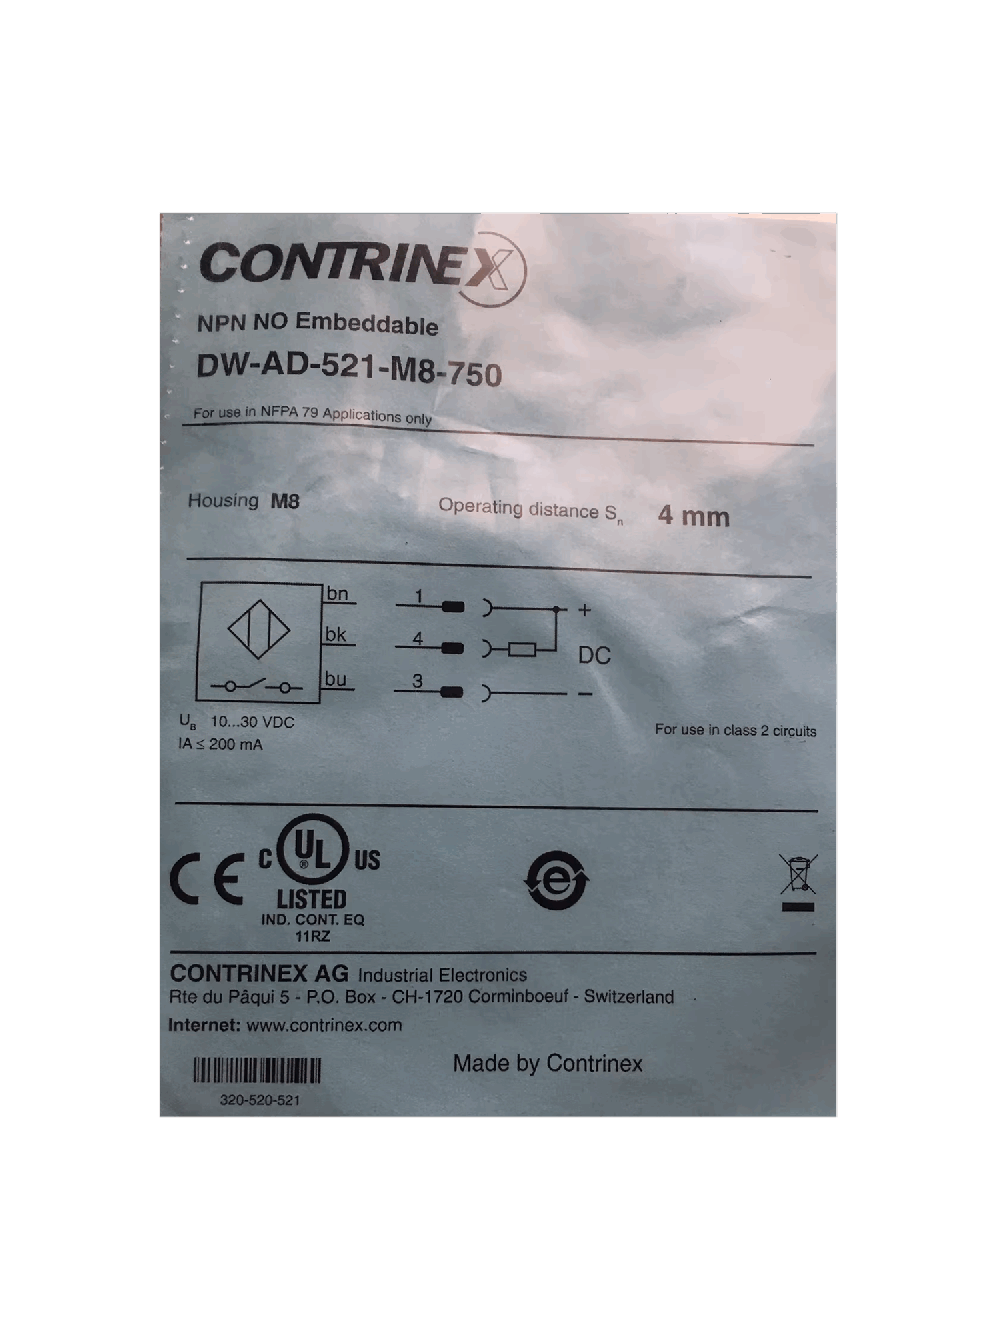 CONTRINEX
NPN NO Embeddable
DW-AD-521-M8-750
For use in NFPA 79 Applications only
Housing M8 Operating distance Sn 4 mm
bn 1 +
bk 4 DC
bu 3 –
UB 10...30 VDC
IA ≤ 200 mA For use in class 2 circuits
CE C UL ® US e
LISTED
IND. CONT. EQ
11RZ
CONTRINEX AG Industrial Electronics
Rte du Pâqui 5 - P.O. Box - CH-1720 Corminboeuf - Switzerland
Internet: www.contrinex.com
Made by Contrinex
320-520-521